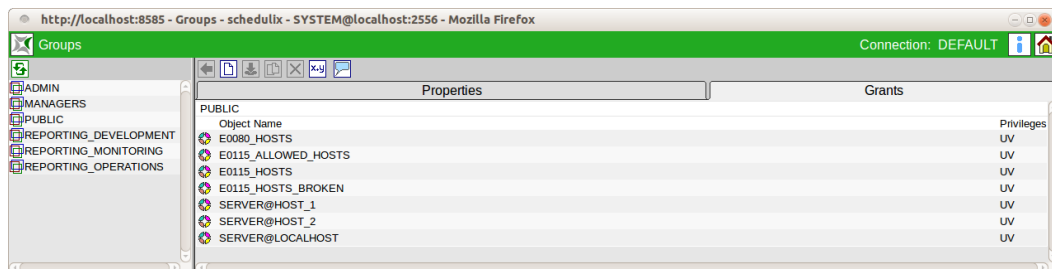 http://localhost:8585 - Groups - schedulix - SYSTEM@localhost:2556 - Mozilla Firefox
Groups
Connection: DEFAULT
ADMIN
MANAGERS
PUBLIC
REPORTING_DEVELOPMENT
REPORTING_MONITORING
REPORTING_OPERATIONS
x,y
Properties
Grants
PUBLIC
Object Name Privileges
E0080_HOSTS UV
E0115_ALLOWED_HOSTS UV
E0115_HOSTS UV
E0115_HOSTS_BROKEN UV
SERVER@HOST_1 UV
SERVER@HOST_2 UV
SERVER@LOCALHOST UV